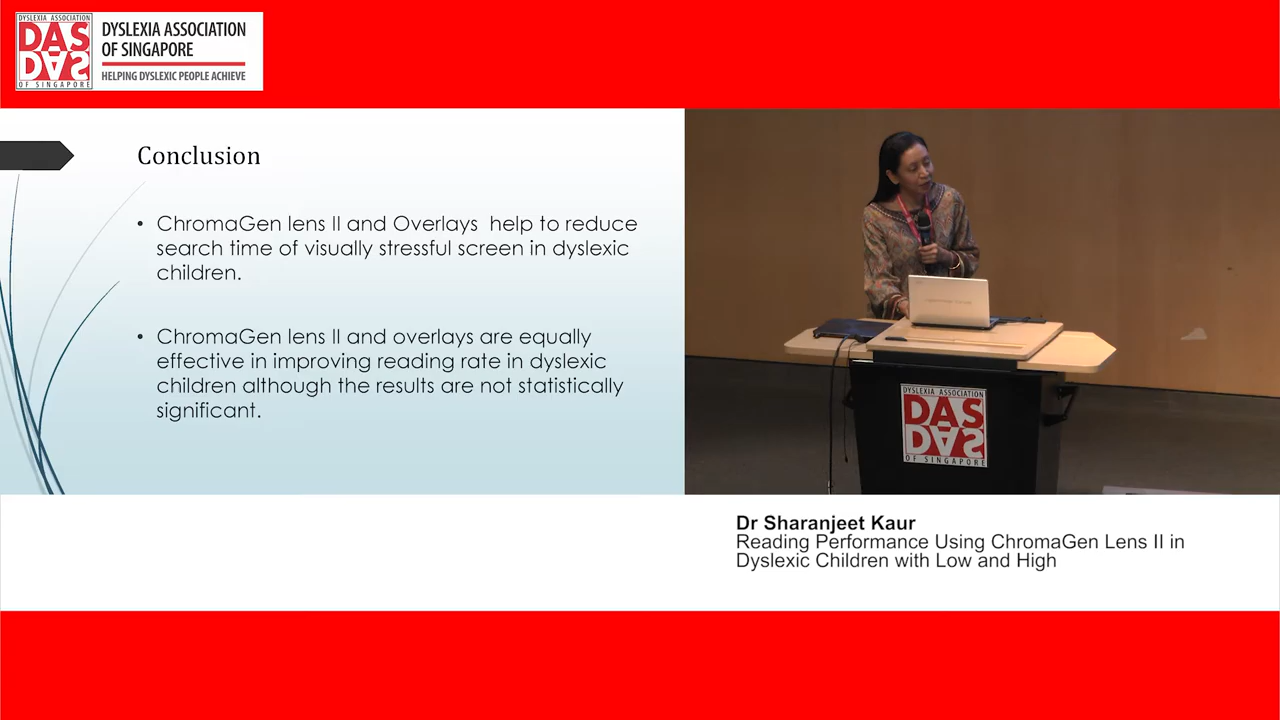 DYSLEXIA ASSOCIATION
DAS
DAS
OF SINGAPORE
DYSLEXIA ASSOCIATION
OF SINGAPORE
HELPING DYSLEXIC PEOPLE ACHIEVE
Conclusion
• ChromaGen lens II and Overlays help to reduce
search time of visually stressful screen in dyslexic
children.
• ChromaGen lens II and overlays are equally
effective in improving reading rate in dyslexic
children although the results are not statistically
significant.
DYSLEXIA ASSOCIATION
DAS
DAS
OF SINGAPORE
Dr Sharanjeet Kaur
Reading Performance Using ChromaGen Lens II in
Dyslexic Children with Low and High